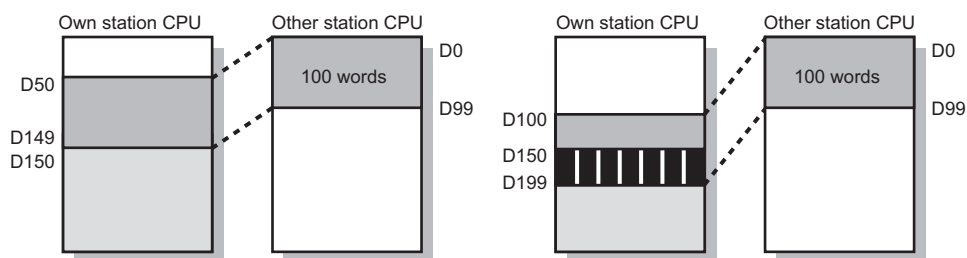 Own station CPU
Other station CPU
D0
D50
100 words
D99
D149
D150
Own station CPU
Other station CPU
D0
100 words
D99
D100
D150
D199